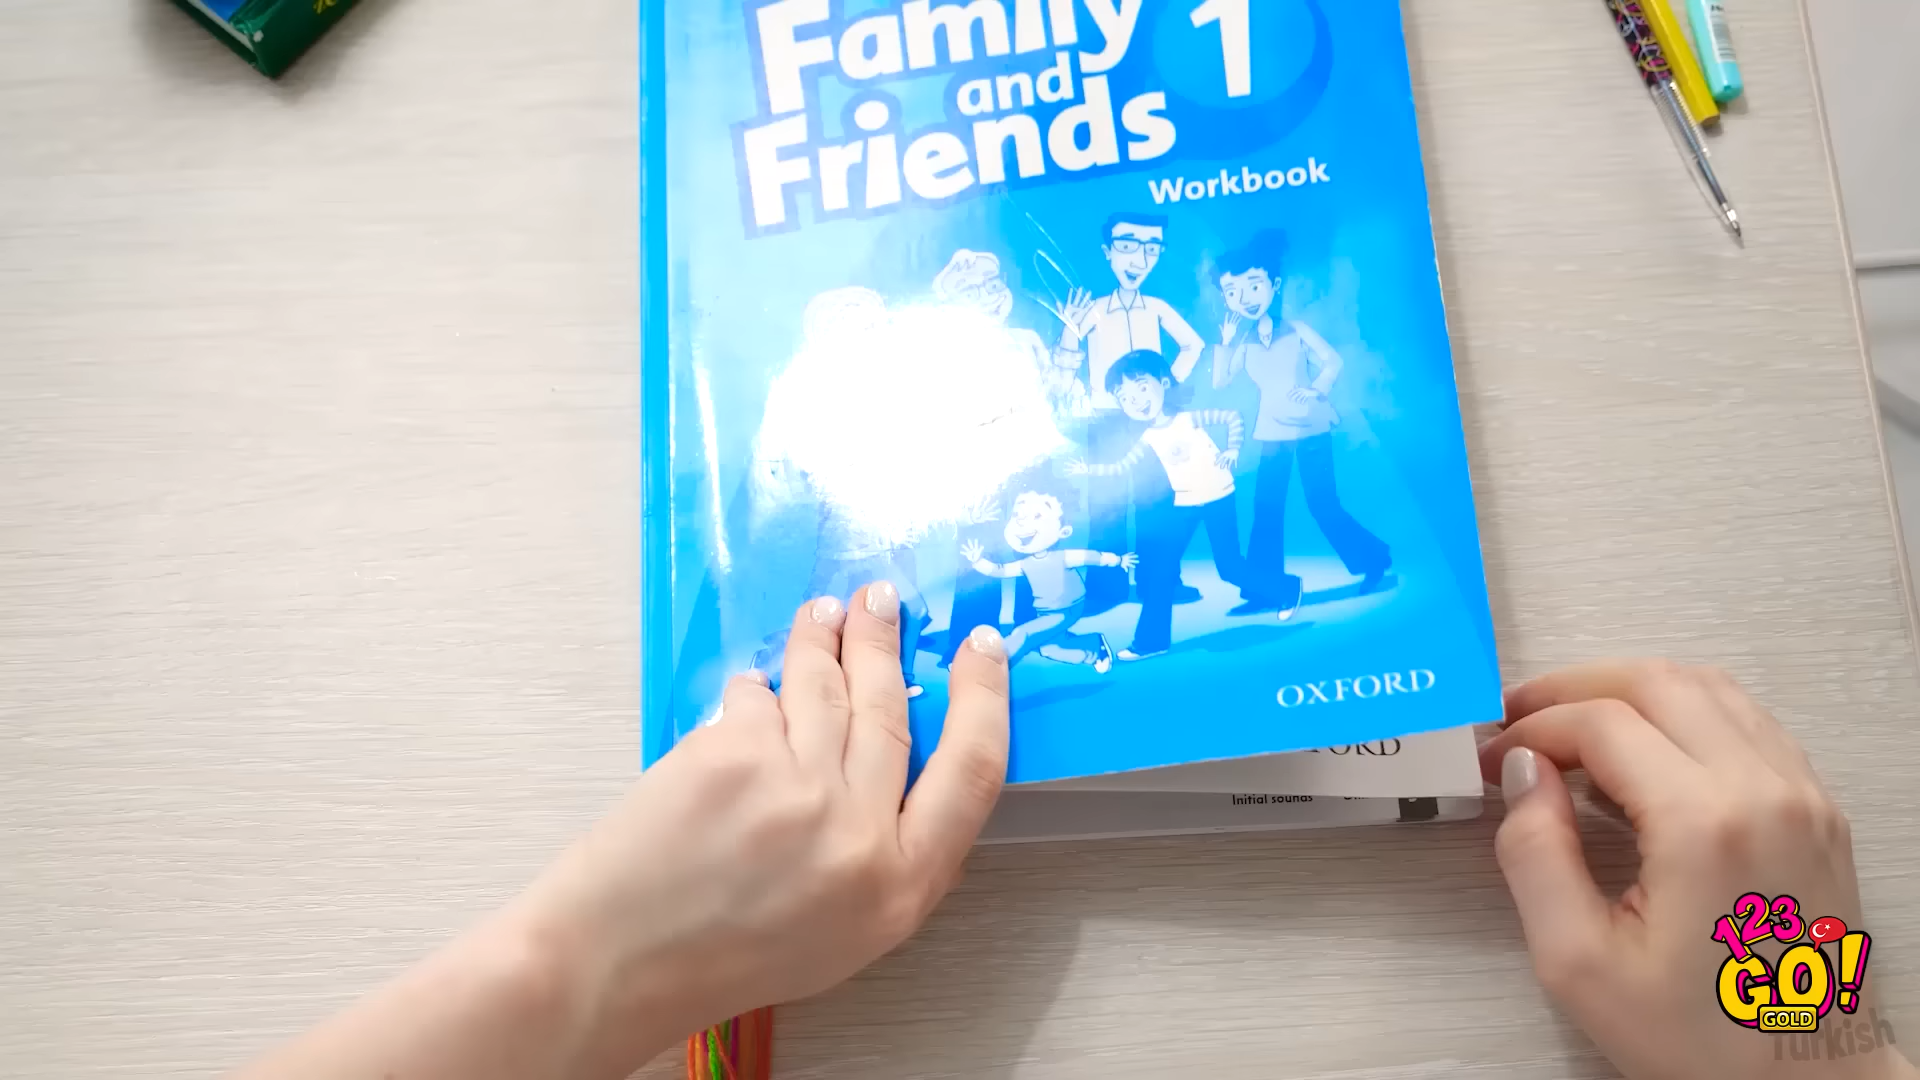 Family 1
and
Friends
Workbook
OXFORD
Initial sounds
123
GO!
GOLD
Turkish